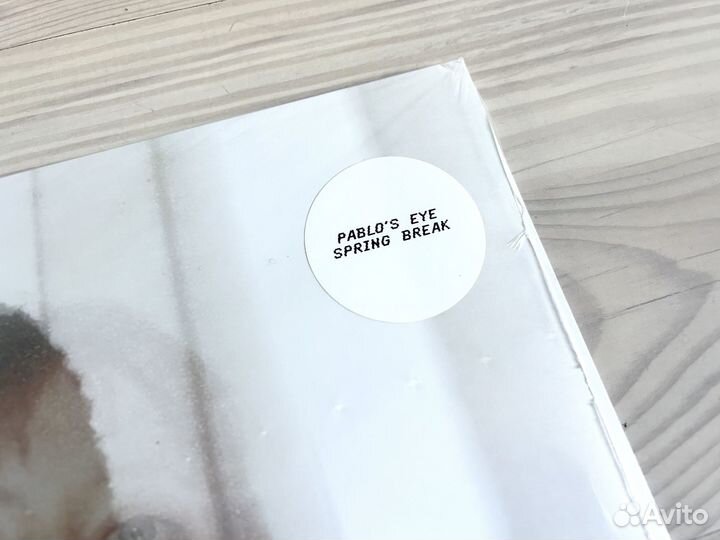 PABLO'S EYE
SPRING BREAK
Avito